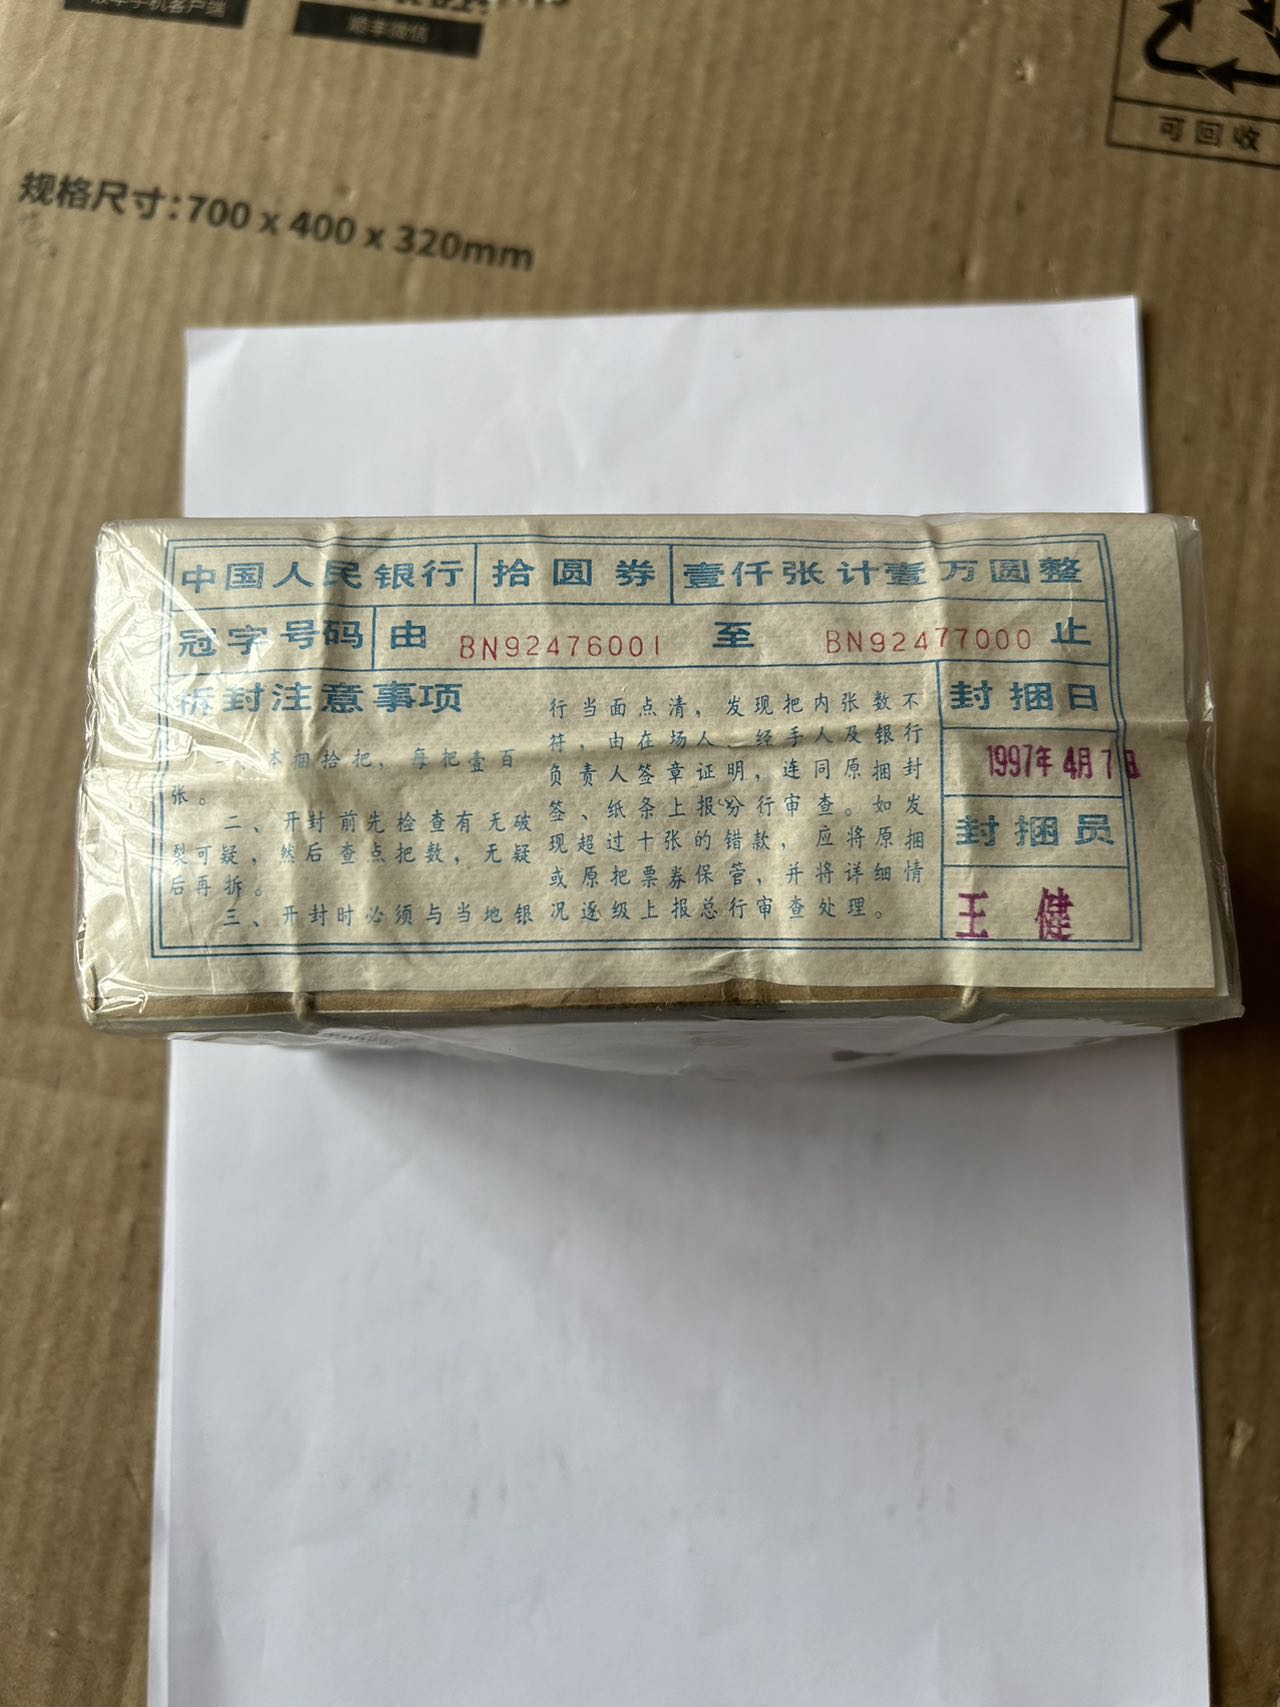 顺丰微信
可回收
规格尺寸：700 x 400 x 320mm
中国人民银行 拾圆券 壹仟张计壹万圆整
冠字号码 由 BN92476001 至 BN92477000 止
拆封注意事项
本捆拾把，每把壹百
张。
二、开封前先检查有无破
裂可疑，然后查点把数，无疑
后再拆。
三、开封时必须与当地银
行当面点清，发现把内张数不
符，由在场人、经手人及银行
负责人签章证明，连同原捆封
签、纸条上报分行审查。如发
现超过十张的错款，应将原捆
或原把票券保管，并将详细情
况逐级上报总行审查处理。
封捆日
1997年4月7日
封捆员
王健